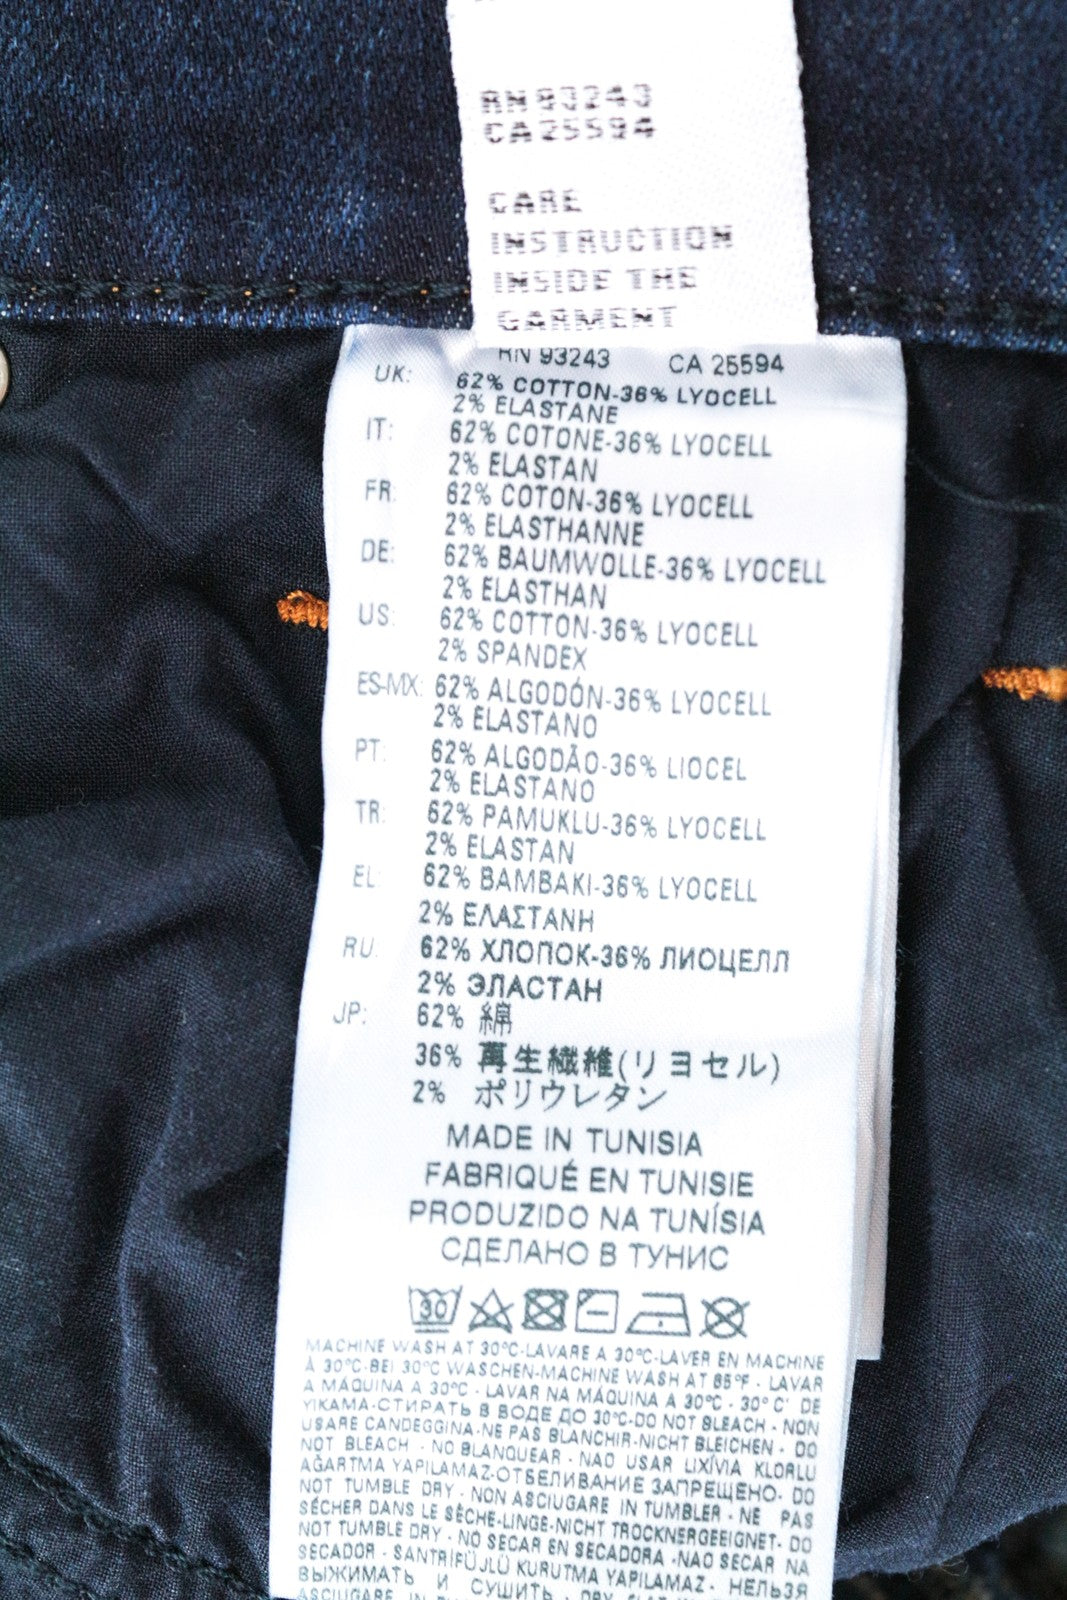 RN 93243
CA 25594
CARE
INSTRUCTION
INSIDE THE
GARMENT
RN 93243 CA 25594
UK: 62% COTTON-36% LYOCELL
2% ELASTANE
IT: 62% COTONE-36% LYOCELL
2% ELASTAN
FR: 62% COTON-36% LYOCELL
2% ELASTHANNE
DE: 62% BAUMWOLLE-36% LYOCELL
2% ELASTHAN
US: 62% COTTON-36% LYOCELL
2% SPANDEX
ES-MX: 62% ALGODÓN-36% LYOCELL
2% ELASTANO
PT: 62% ALGODÃO-36% LIOCEL
2% ELASTANO
TR: 62% PAMUKLU-36% LYOCELL
2% ELASTAN
EL: 62% BAMBAKI-36% LYOCELL
2% ΕΛΑΣΤΑΝΗ
RU: 62% ХЛОПОК-36% ЛИОЦЕЛЛ
2% ЭЛАСТАН
JP: 62% 綿
36% 再生繊維(リヨセル)
2% ポリウレタン
MADE IN TUNISIA
FABRIQUÉ EN TUNISIE
PRODUZIDO NA TUNÍSIA
СДЕЛАНО В ТУНИС
30
MACHINE WASH AT 30°C-LAVARE A 30°C-LAVER EN MACHINE
À 30°C-BEI 30°C WASCHEN-MACHINE WASH AT 85°F - LAVAR
A MÁQUINA A 30°C - LAVAR NA MÁQUINA A 30°C - 30° C' DE
YIKAMA-СТИРАТЬ В ВОДЕ ДО 30°C-DO NOT BLEACH - NON
USARE CANDEGGINA-NE PAS BLANCHIR-NICHT BLEICHEN - DO
NOT BLEACH - NO BLANQUEAR - NAO USAR LIXÍVIA KLORLU
AĞARTMA YAPILAMAZ-ОТБЕЛИВАНИЕ ЗАПРЕЩЕНО- DO
NOT TUMBLE DRY - NON ASCIUGARE IN TUMBLER - NE PAS
SÉCHER DANS LE SÈCHE-LINGE-NICHT TROCKNERGEEIGNET- DO
NOT TUMBLE DRY - NO SECAR EN SECADORA -NAO SECAR NA
SECADOR - SANTRİFÜJLÜ KURUTMA YAPILAMAZ - НЕЛЬЗЯ
ВЫЖИМАТЬ И СУШИТЬ - DRY FLAT
ASCIUGARE IN